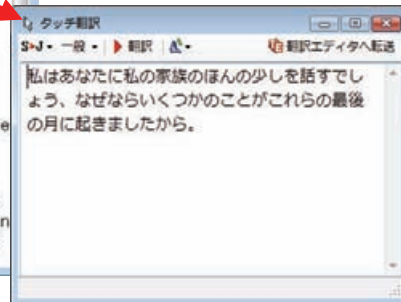 タッチ翻訳
S▸J 一般 翻訳 翻訳エディタへ転送
私はあなたに私の家族のほんの少しを話すでし
ょう、なぜならいくつかのことがこれらの最後
の月に起きましたから。
e
n